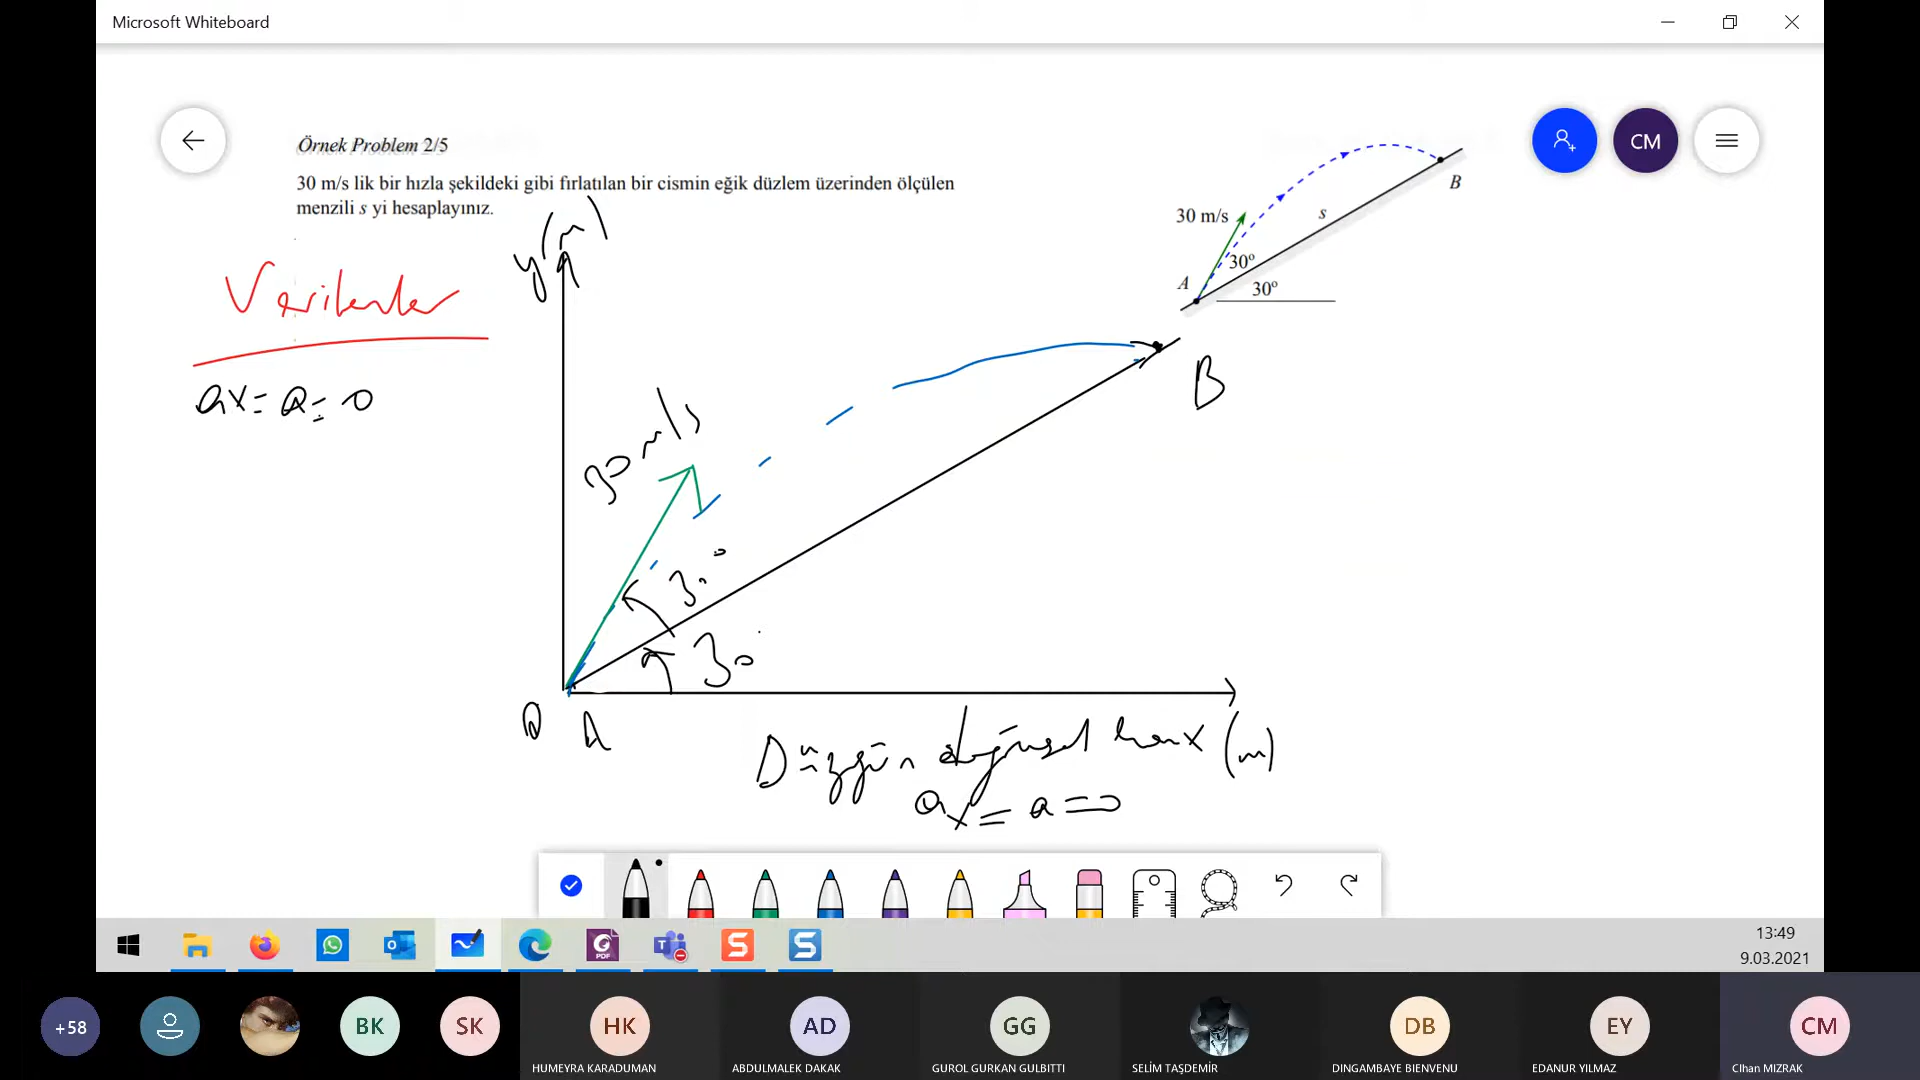 Microsoft Whiteboard
CM
Örnek Problem 2/5
30 m/s lik bir hızla şekildeki gibi fırlatılan bir cismin eğik düzlem üzerinden ölçülen
menzili s yi hesaplayınız.
30 m/s
s
B
30°
A
30°
y(m)
Verilenler
ax = a = 0
30 m/s
B
30°
30
0 A
Düzgün doğrusal har x (m)
ax = a = 0
PDF
13:49
9.03.2021
+58
BK
SK
HK
HUMEYRA KARADUMAN
AD
ABDULMALEK DAKAK
GG
GUROL GURKAN GULBITTI
SELİM TAŞDEMİR
DB
DINGAMBAYE BIENVENU
EY
EDANUR YILMAZ
CM
CIhan MIZRAK